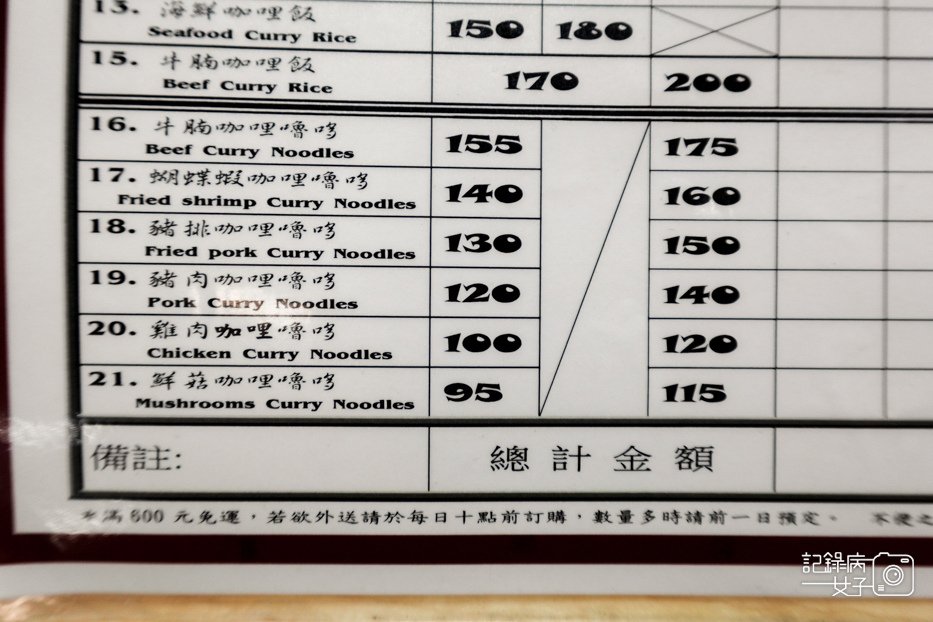 13. 海鮮咖哩飯
Seafood Curry Rice 150 180
15. 牛腩咖哩飯
Beef Curry Rice 170 200
16. 牛腩咖哩嚕哆
Beef Curry Noodles 155 175
17. 蝴蝶蝦咖哩嚕哆
Fried shrimp Curry Noodles 140 160
18. 豬排咖哩嚕哆
Fried pork Curry Noodles 130 150
19. 豬肉咖哩嚕哆
Pork Curry Noodles 120 140
20. 雞肉咖哩嚕哆
Chicken Curry Noodles 100 120
21. 鮮菇咖哩嚕哆
Mushrooms Curry Noodles 95 115
備註: 總計金額
滿600元免運，若欲外送請於每日十點前訂購，數量多時請前一日預定。 不便之
記錄病
女子